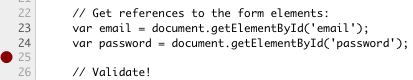 22 // Get references to the form elements:
23 var email = document.getElementById('email');
24 var password = document.getElementById('password');
25
26 // Validate!